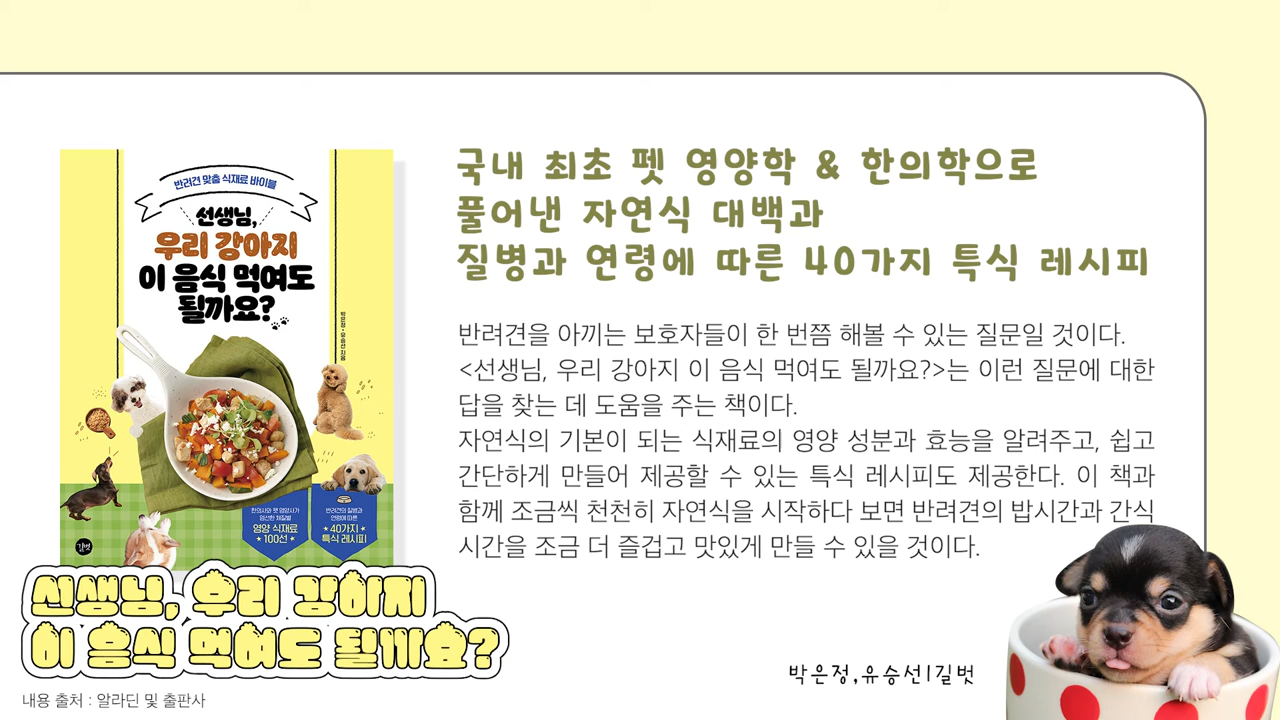 반려견 맞춤 식재료 바이블
선생님,
우리 강아지
이 음식 먹여도
될까요?
박은정·유승선 지음
한의사와 펫 영양사가
엄선한 체질별
영양 식재료
★100선★
반려견의 질병과
연령에 따른
★40가지★
특식 레시피
길벗
국내 최초 펫 영양학 & 한의학으로
풀어낸 자연식 대백과
질병과 연령에 따른 40가지 특식 레시피
반려견을 아끼는 보호자들이 한 번쯤 해볼 수 있는 질문일 것이다.
<선생님, 우리 강아지 이 음식 먹여도 될까요?>는 이런 질문에 대한
답을 찾는 데 도움을 주는 책이다.
자연식의 기본이 되는 식재료의 영양 성분과 효능을 알려주고, 쉽고
간단하게 만들어 제공할 수 있는 특식 레시피도 제공한다. 이 책과
함께 조금씩 천천히 자연식을 시작하다 보면 반려견의 밥시간과 간식
시간을 조금 더 즐겁고 맛있게 만들 수 있을 것이다.
선생님, 우리 강아지
이 음식 먹여도 될까요?
박은정,유승선|길벗
내용 출처 : 알라딘 및 출판사